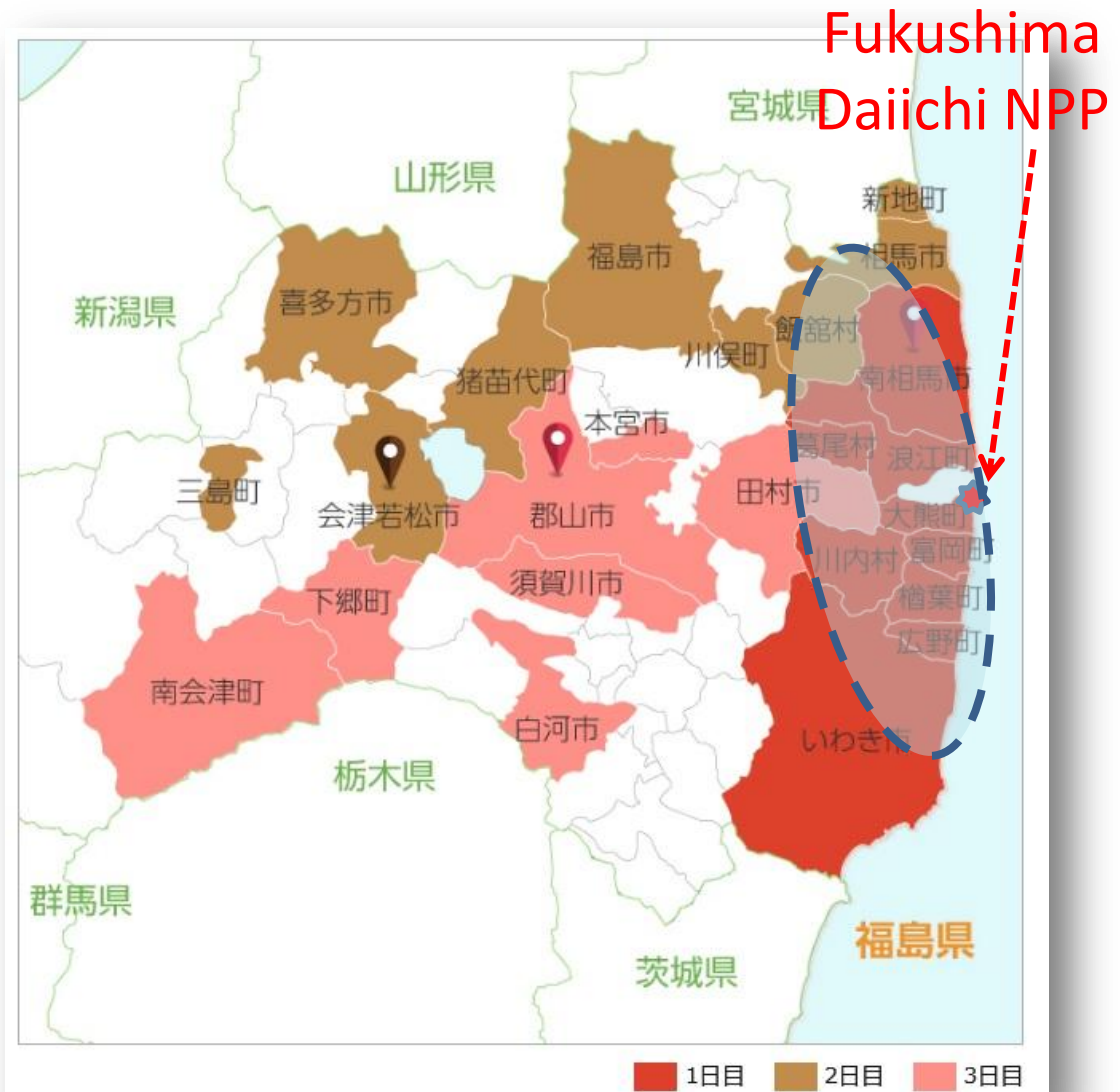 Fukushima
Daiichi NPP
宮城県
山形県
新地町
相馬市
福島市
喜多方市
新潟県
飯舘村
川俣町
猪苗代町
南相馬市
本宮市
葛尾村
浪江町
三島町
田村市
会津若松市
郡山市
大熊町
川内村
富岡町
須賀川市
下郷町
楢葉町
広野町
南会津町
白河市
いわき市
栃木県
群馬県
福島県
茨城県
1日目
2日目
3日目